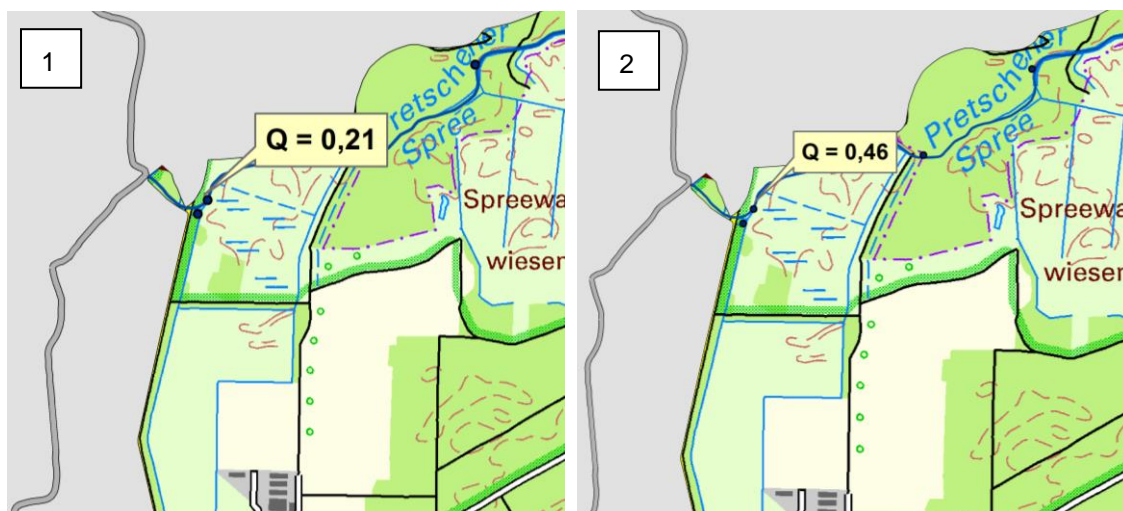 1
Pretschener
Spree
Q = 0,21
Spreewa
wiesen
2
Pretschener
Spree
Q = 0,46
Spreewa
wiesen